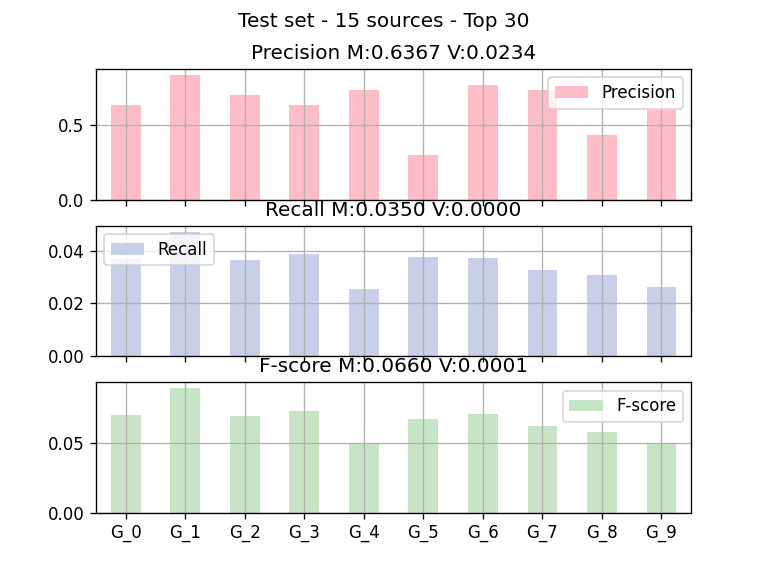 Test set - 15 sources - Top 30
Precision M:0.6367 V:0.0234
Precision
0.5
0.0
Recall M:0.0350 V:0.0000
Recall
0.04
0.02
0.00
F-score M:0.0660 V:0.0001
F-score
0.05
0.00
G_0 G_1 G_2 G_3 G_4 G_5 G_6 G_7 G_8 G_9